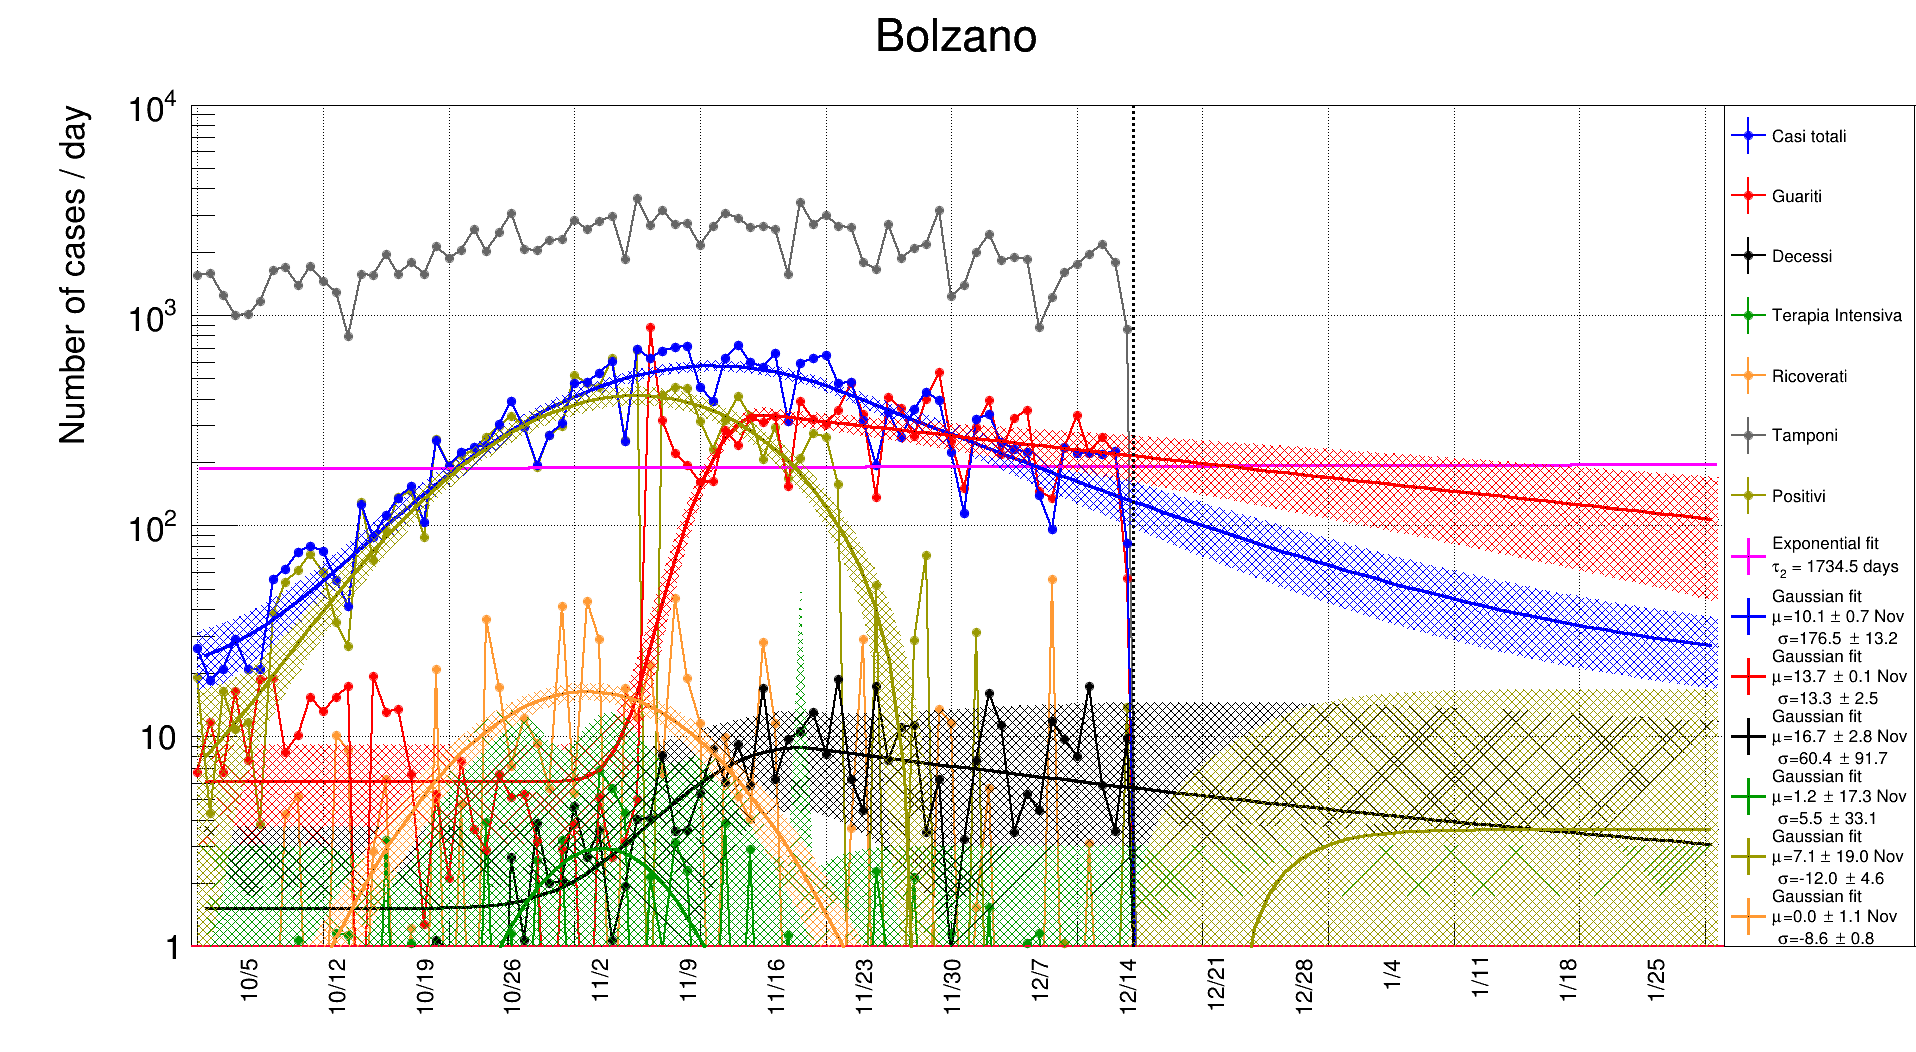 Bolzano
Number of cases / day
10^4
10^3
10^2
10
1
10/5
10/12
10/19
10/26
11/2
11/9
11/16
11/23
11/30
12/7
12/14
12/21
12/28
1/4
1/11
1/18
1/25
Casi totali
Guariti
Decessi
Terapia Intensiva
Ricoverati
Tamponi
Positivi
Exponential fit
τ_2 = 1734.5 days
Gaussian fit
μ=10.1 ± 0.7 Nov
σ=176.5 ± 13.2
Gaussian fit
μ=13.7 ± 0.1 Nov
σ=13.3 ± 2.5
Gaussian fit
μ=16.7 ± 2.8 Nov
σ=60.4 ± 91.7
Gaussian fit
μ=1.2 ± 17.3 Nov
σ=5.5 ± 33.1
Gaussian fit
μ=7.1 ± 19.0 Nov
σ=-12.0 ± 4.6
Gaussian fit
μ=0.0 ± 1.1 Nov
σ=-8.6 ± 0.8